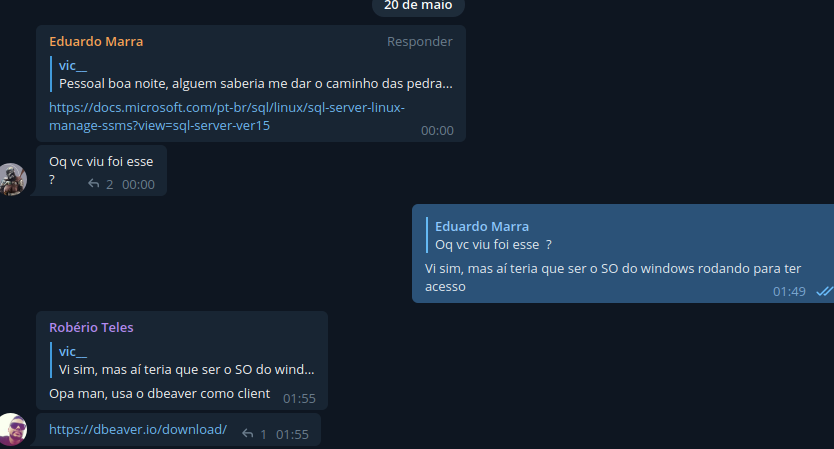 20 de maio
Eduardo Marra
Responder
vic__
Pessoal boa noite, alguem saberia me dar o caminho das pedra...
https://docs.microsoft.com/pt-br/sql/linux/sql-server-linux-
manage-ssms?view=sql-server-ver15
00:00
Oq vc viu foi esse
?
2 00:00
Eduardo Marra
Oq vc viu foi esse ?
Vi sim, mas aí teria que ser o SO do windows rodando para ter
acesso
01:49
Robério Teles
vic__
Vi sim, mas aí teria que ser o SO do wind...
Opa man, usa o dbeaver como client
01:55
https://dbeaver.io/download/
1 01:55